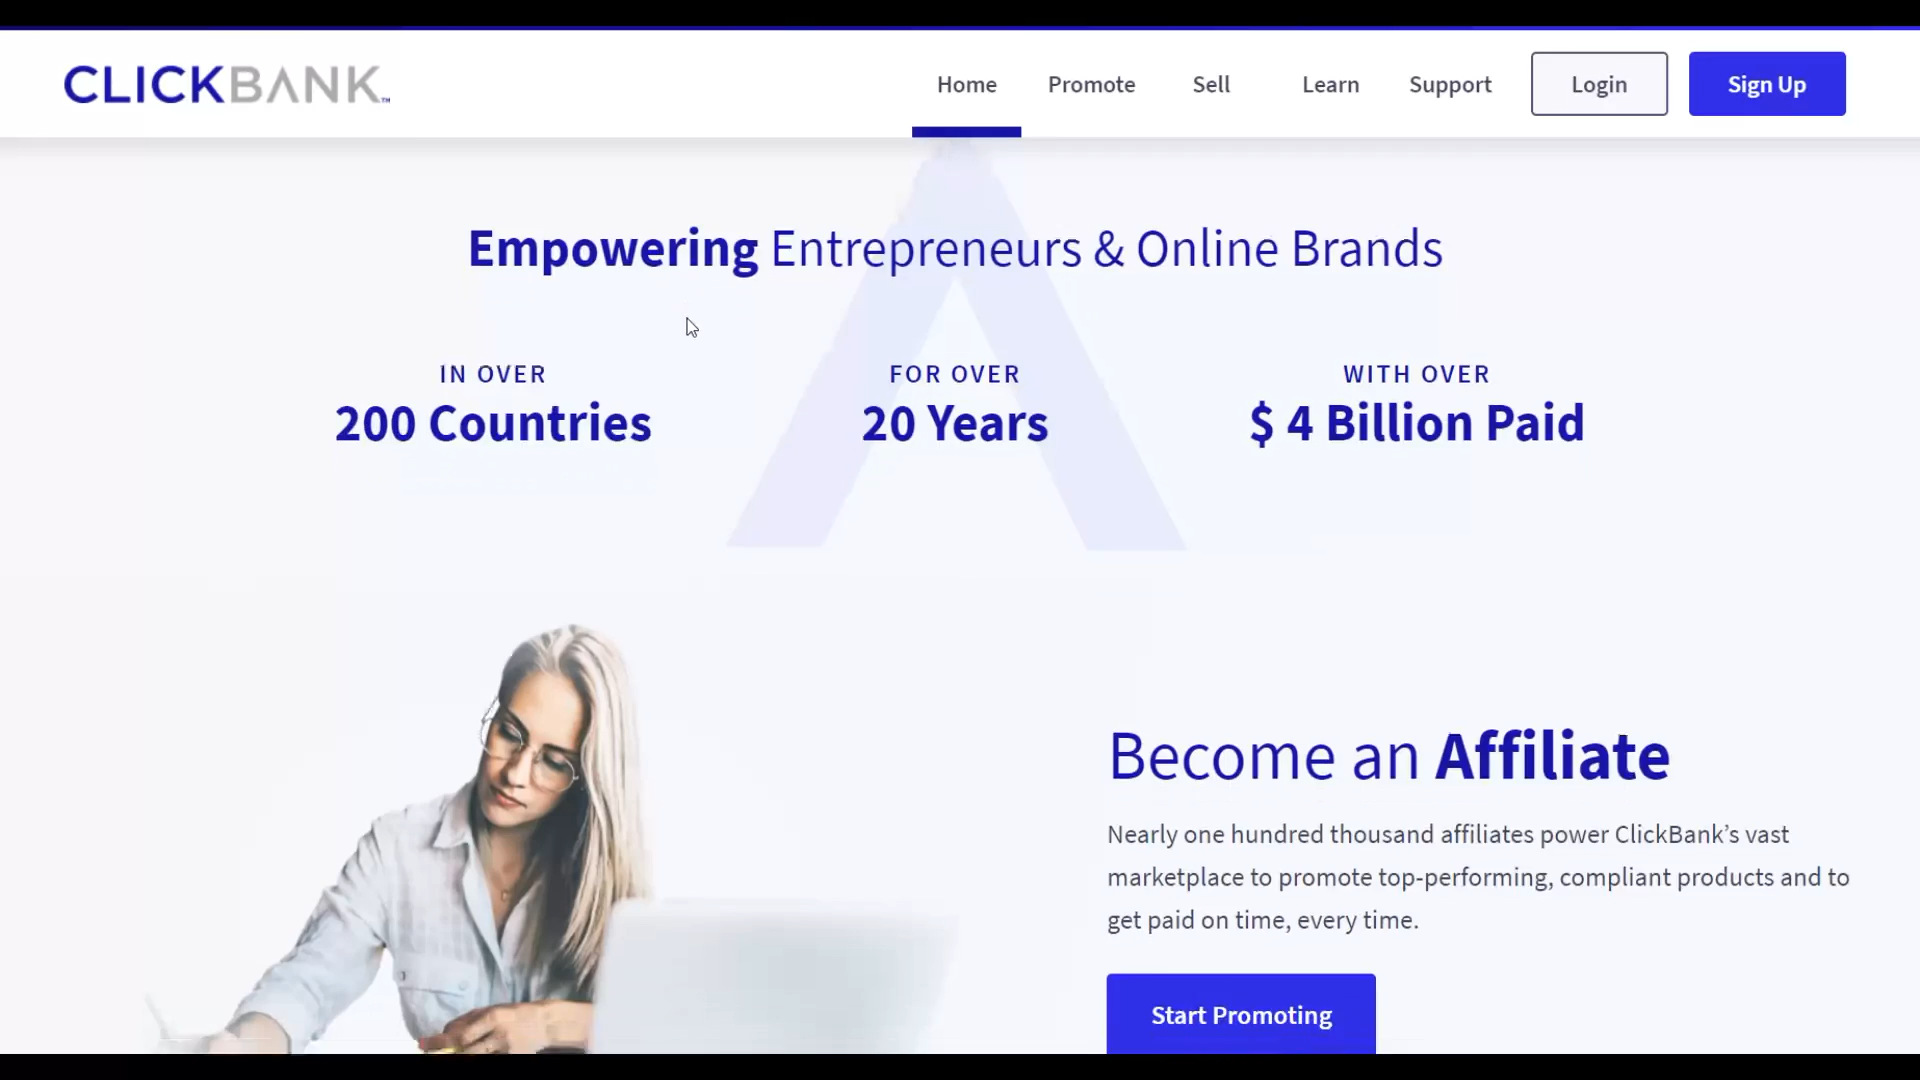 CLICKBANK™
Home
Promote
Sell
Learn
Support
Login
Sign Up
Empowering Entrepreneurs & Online Brands
IN OVER
200 Countries
FOR OVER
20 Years
WITH OVER
$ 4 Billion Paid
Become an Affiliate
Nearly one hundred thousand affiliates power ClickBank’s vast
marketplace to promote top-performing, compliant products and to
get paid on time, every time.
Start Promoting